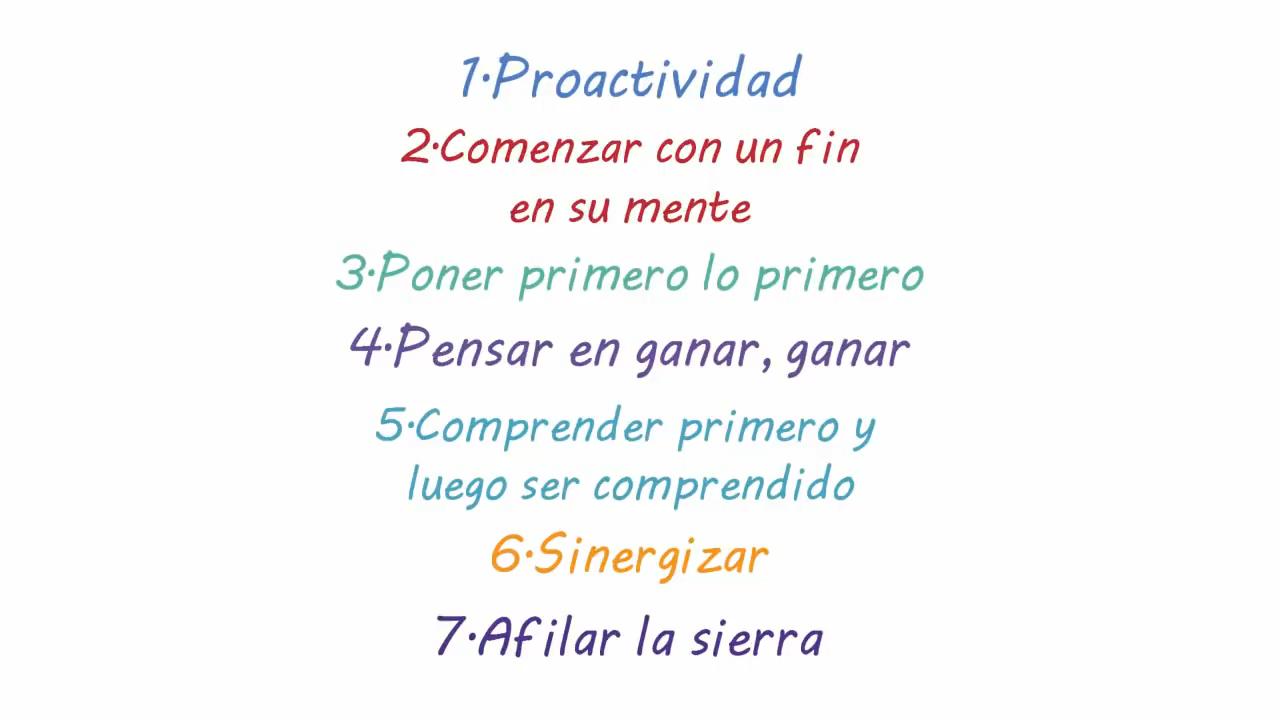 1·Proactividad
2·Comenzar con un fin
en su mente
3·Poner primero lo primero
4·Pensar en ganar, ganar
5·Comprender primero y
luego ser comprendido
6·Sinergizar
7·Afilar la sierra